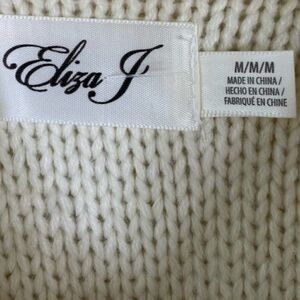 Eliza J
M/M/M
MADE IN CHINA /
HECHO EN CHINA /
FABRIQUÉ EN CHINE